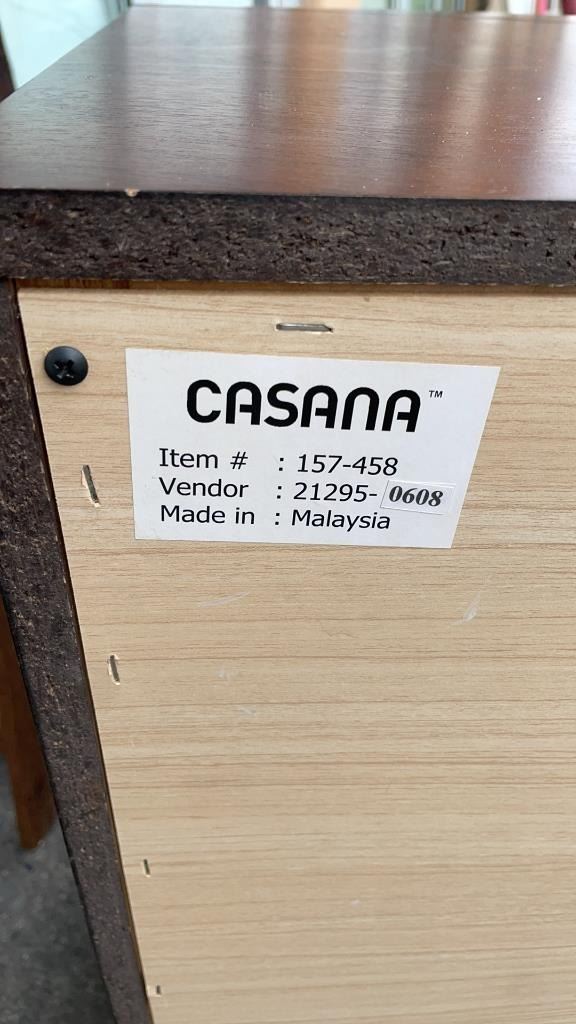 CASANA™
Item # : 157-458
Vendor : 21295-0608
Made in : Malaysia